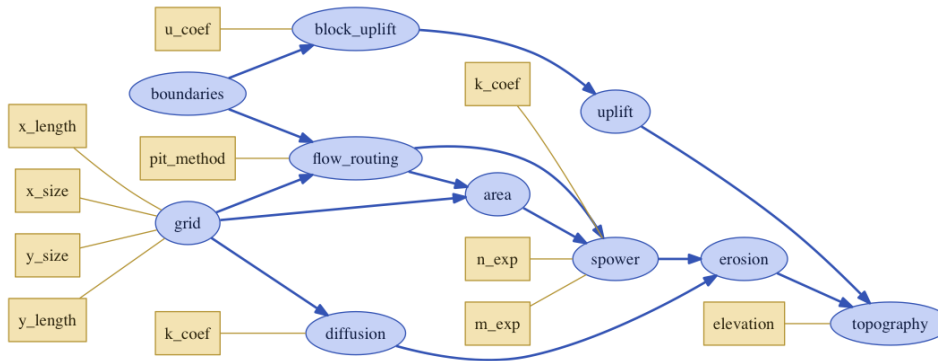 u_coef
block_uplift
k_coef
boundaries
uplift
x_length
pit_method
flow_routing
x_size
area
grid
y_size
n_exp
spower
erosion
y_length
k_coef
diffusion
m_exp
elevation
topography